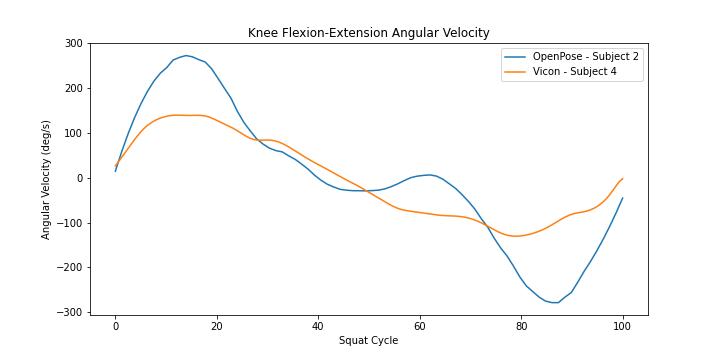 Knee Flexion-Extension Angular Velocity
OpenPose - Subject 2
Vicon - Subject 4
Angular Velocity (deg/s)
300
200
100
0
−100
−200
−300
0 20 40 60 80 100
Squat Cycle